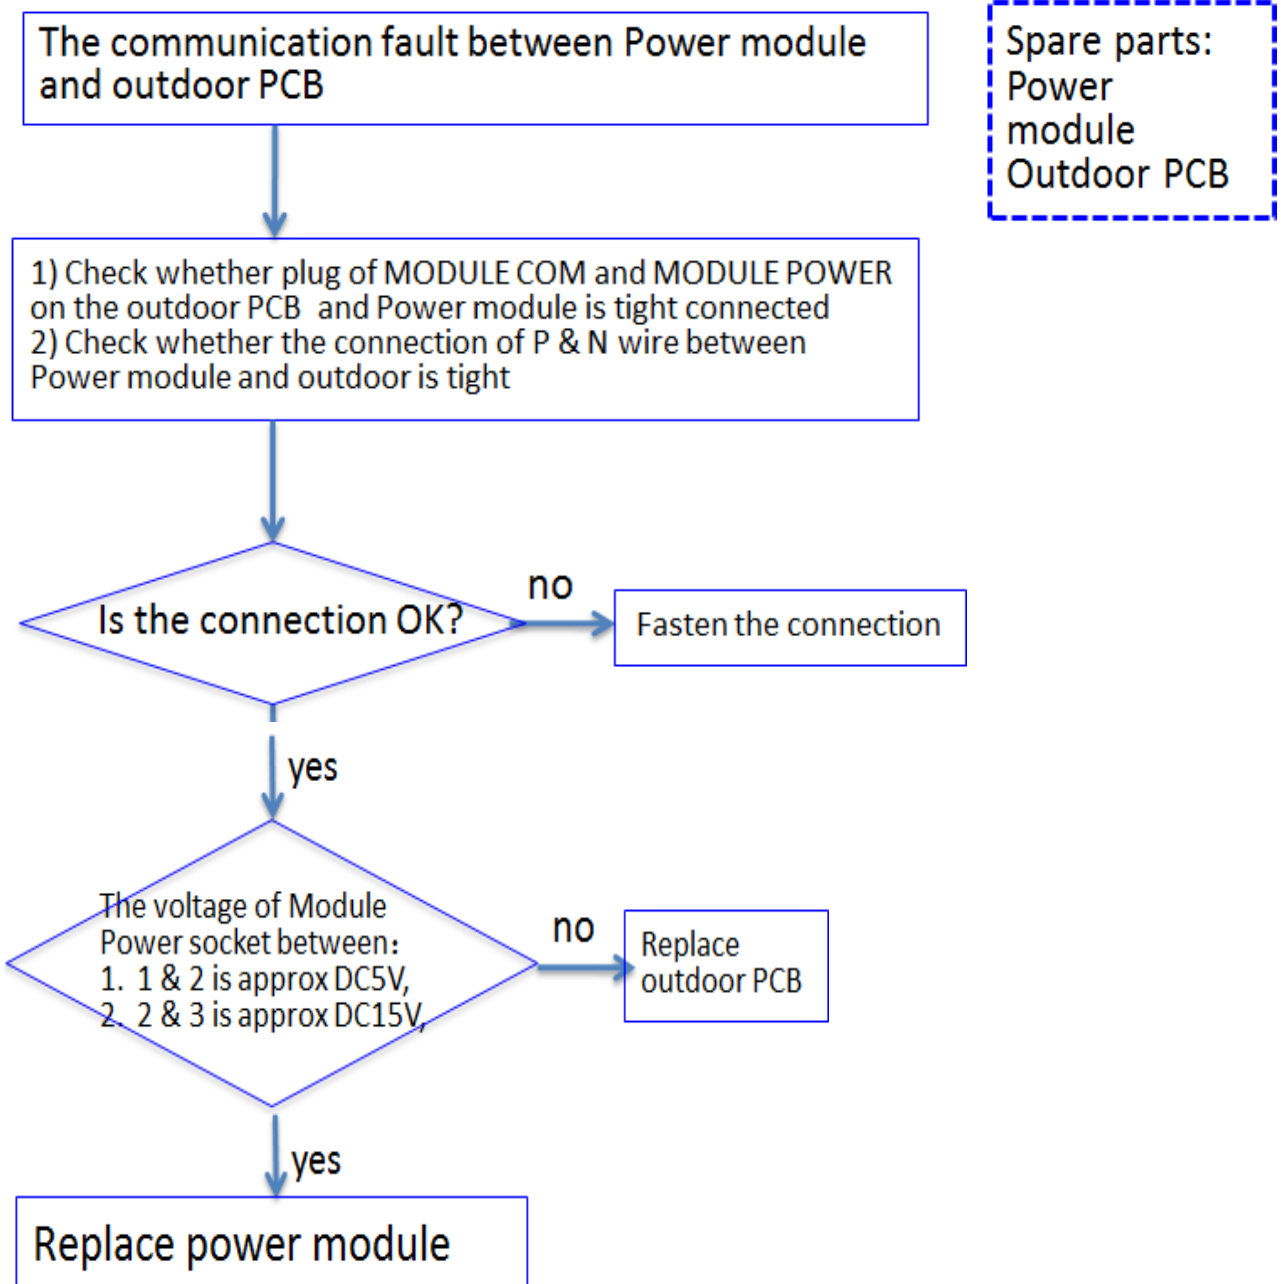 The communication fault between Power module
and outdoor PCB
Spare parts:
Power
module
Outdoor PCB
1) Check whether plug of MODULE COM and MODULE POWER
on the outdoor PCB and Power module is tight connected
2) Check whether the connection of P & N wire between
Power module and outdoor is tight
Is the connection OK?
no
Fasten the connection
yes
The voltage of Module
Power socket between：
1. 1 & 2 is approx DC5V,
2. 2 & 3 is approx DC15V,
no
Replace
outdoor PCB
yes
Replace power module